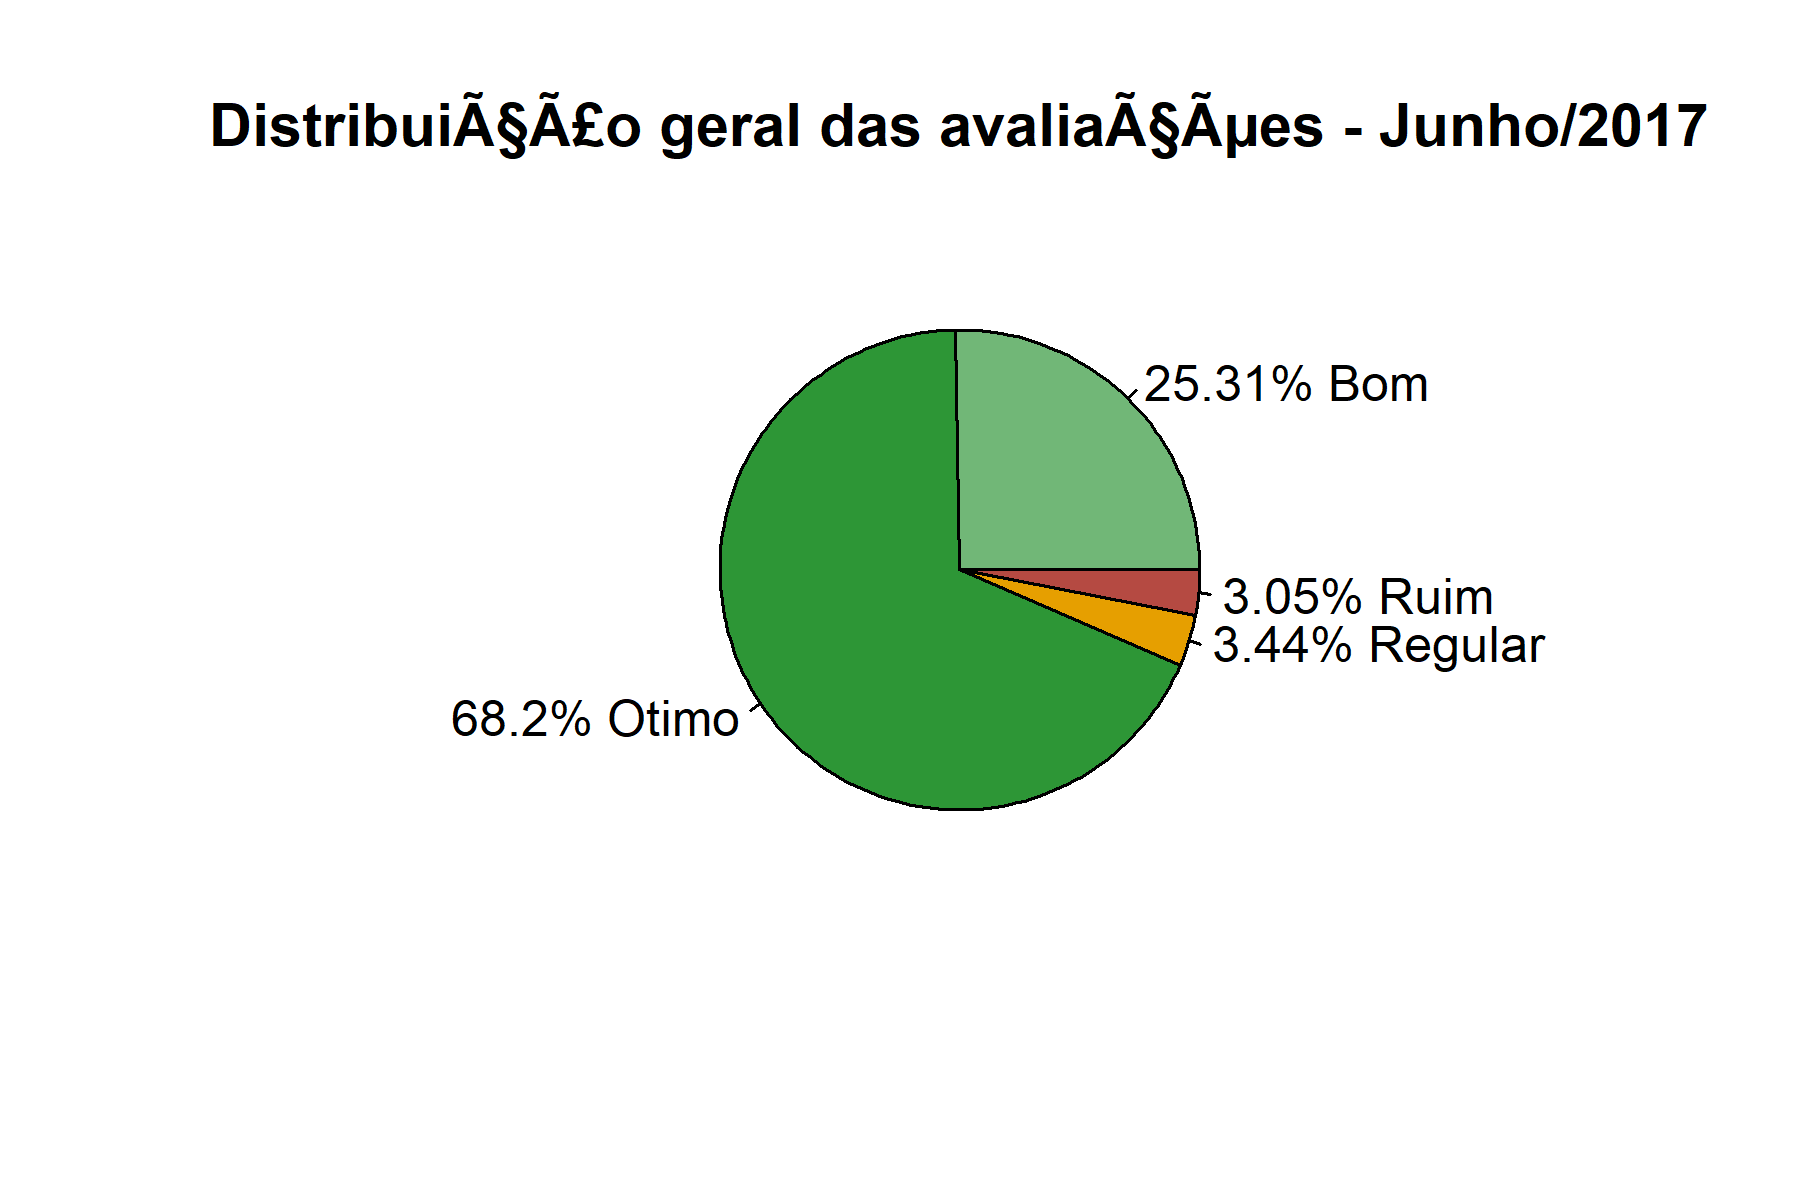 DistribuiÃ§Ã£o geral das avaliaÃ§Ãµes - Junho/2017
25.31% Bom
3.05% Ruim
3.44% Regular
68.2% Otimo